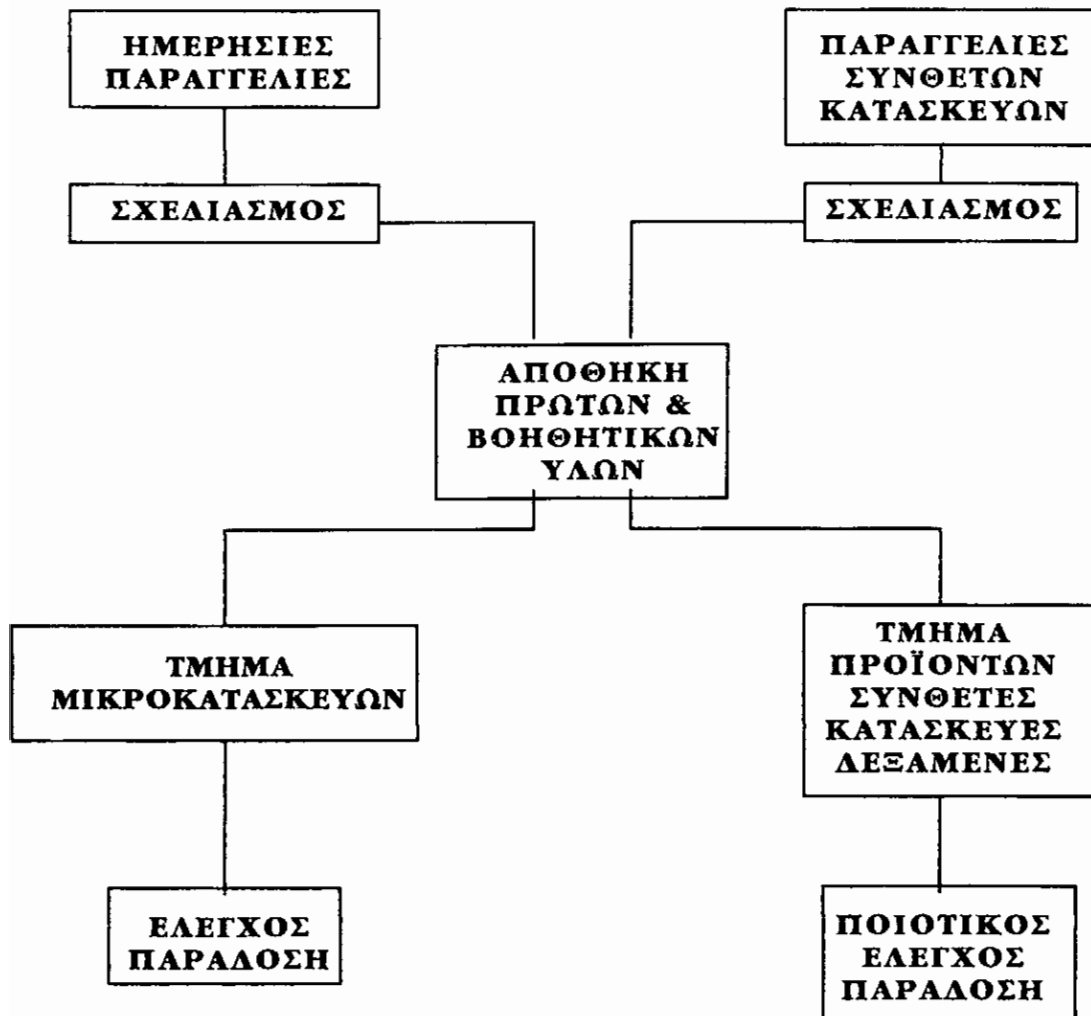 ΗΜΕΡΗΣΙΕΣ
ΠΑΡΑΓΓΕΛΙΕΣ
ΠΑΡΑΓΓΕΛΙΕΣ
ΣΥΝΘΕΤΩΝ
ΚΑΤΑΣΚΕΥΩΝ
ΣΧΕΔΙΑΣΜΟΣ
ΣΧΕΔΙΑΣΜΟΣ
ΑΠΟΘΗΚΗ
ΠΡΩΤΩΝ &
ΒΟΗΘΗΤΙΚΩΝ
ΥΛΩΝ
ΤΜΗΜΑ
ΜΙΚΡΟΚΑΤΑΣΚΕΥΩΝ
ΤΜΗΜΑ
ΠΡΟΪΟΝΤΩΝ
ΣΥΝΘΕΤΕΣ
ΚΑΤΑΣΚΕΥΕΣ
ΔΕΞΑΜΕΝΕΣ
ΕΛΕΓΧΟΣ
ΠΑΡΑΔΟΣΗ
ΠΟΙΟΤΙΚΟΣ
ΕΛΕΓΧΟΣ
ΠΑΡΑΔΟΣΗ